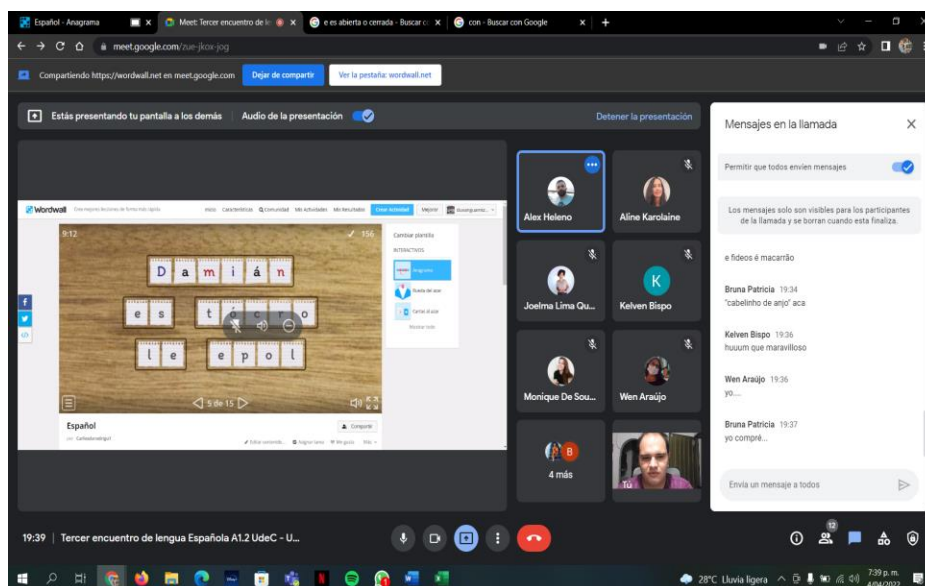 Español - Anagrama
Meet: Tercer encuentro de le
e es abierta o cerrada - Buscar c
con - Buscar con Google
meet.google.com/zue-jkox-jog
Compartiendo https://wordwall.net en meet.google.com
Dejar de compartir
Ver la pestaña: wordwall.net
Estás presentando tu pantalla a los demás
Audio de la presentación
Detener la presentación
Wordwall
Inicio
Características
Comunidad
Mis Actividades
Mis Resultados
Crear Actividad
Mejorar
9:12
156
Damián
es
le epol
5 de 15
Cambiar plantilla
INTERACTIVOS
Anagrama
Rueda del azar
Cartas al azar
Mostrar todo
Español
Compartir
Alex Heleno
Aline Karolaine
Joelma Lima Qu...
Kelven Bispo
Monique De Sou...
Wen Araújo
B
4 más
Tú
K
Mensajes en la llamada
Permitir que todos envíen mensajes
Los mensajes solo son visibles para los participantes
de la llamada y se borran cuando esta finaliza.
e fideos é macarrão
Bruna Patricia 19:34
"cabelinho de anjo" aca
Kelven Bispo 19:36
huuum que maravilloso
Wen Araújo 19:36
yo....
Bruna Patricia 19:37
yo compré...
Envía un mensaje a todos
19:39 | Tercer encuentro de lengua Española A1.2 UdeC - U...
12
28°C Lluvia ligera
7:39 p. m.
4/04/2022